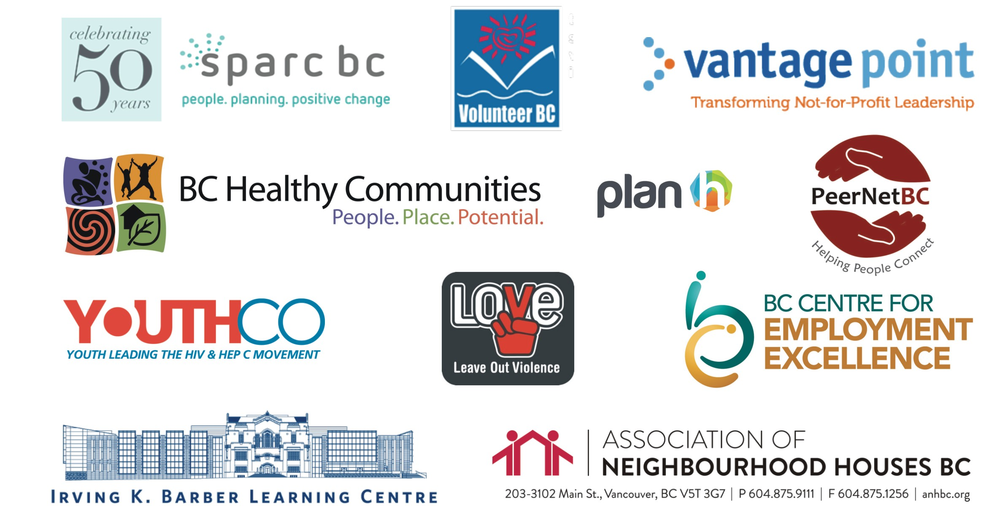 celebrating
50
years
sparc bc
people. planning. positive change
Volunteer BC
vantage point
Transforming Not-for-Profit Leadership
BC Healthy Communities
People. Place. Potential.
plan h
PeerNetBC
Helping People Connect
YOUTHCO
YOUTH LEADING THE HIV & HEP C MOVEMENT
LOVe
Leave Out Violence
BC CENTRE FOR
EMPLOYMENT
EXCELLENCE
IRVING K. BARBER LEARNING CENTRE
ASSOCIATION OF
NEIGHBOURHOOD HOUSES BC
203-3102 Main St., Vancouver, BC V5T 3G7 | P 604.875.9111 | F 604.875.1256 | anhbc.org